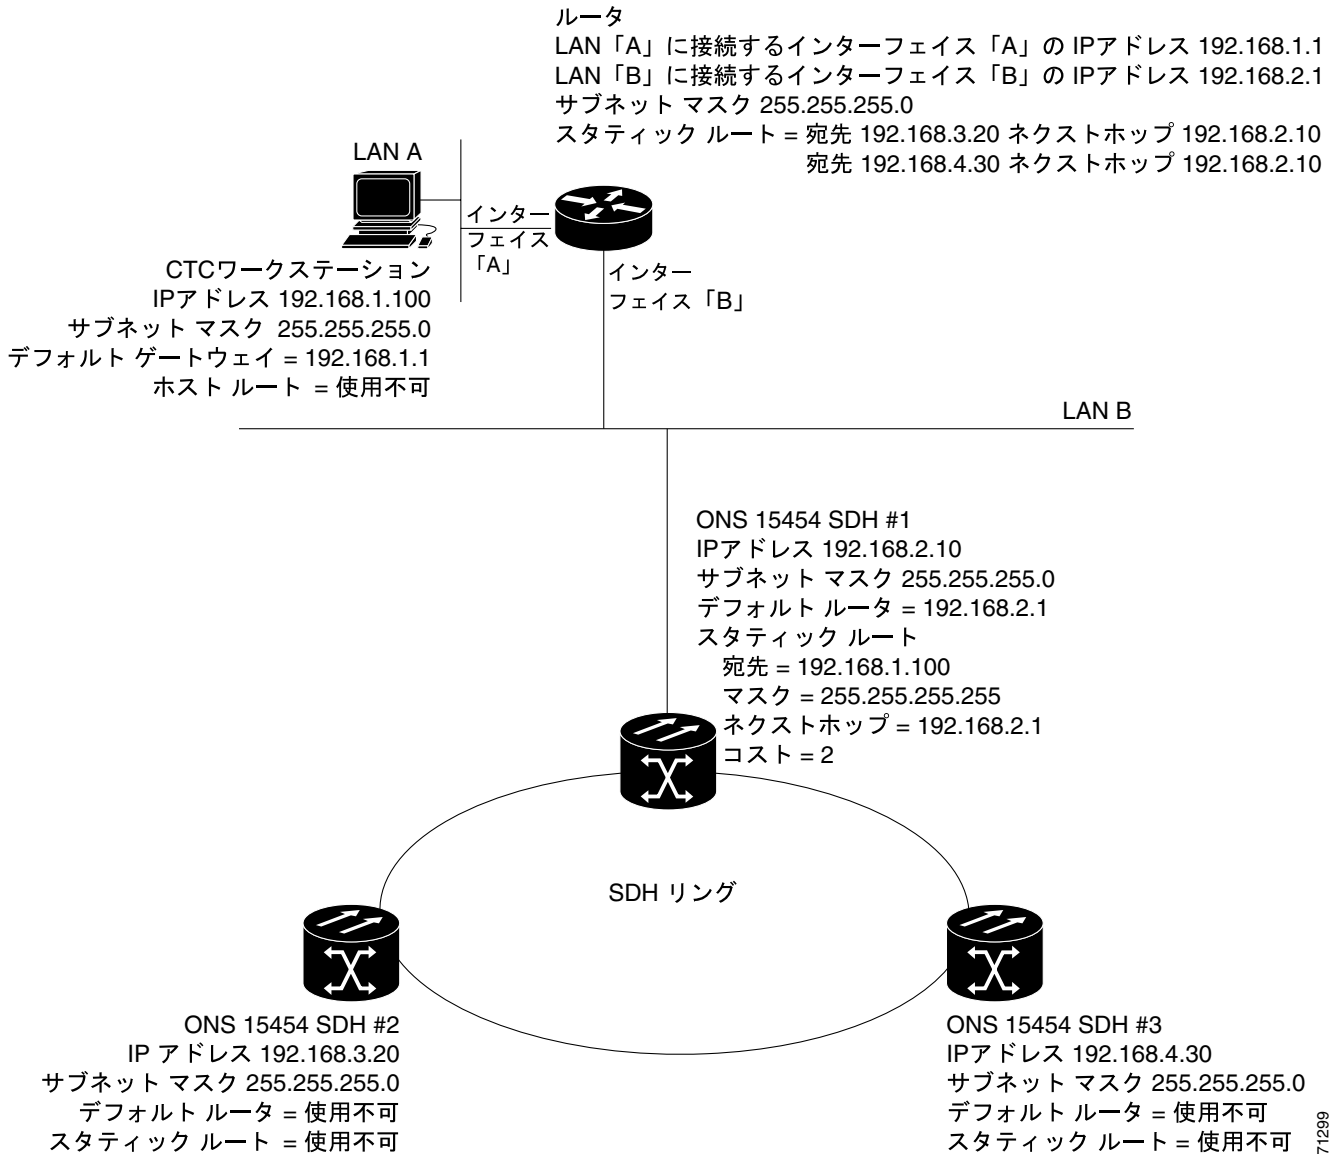 ルータ
LAN「A」に接続するインターフェイス「A」の IPアドレス 192.168.1.1
LAN「B」に接続するインターフェイス「B」の IPアドレス 192.168.2.1
サブネット マスク 255.255.255.0
スタティック ルート = 宛先 192.168.3.20 ネクストホップ 192.168.2.10
宛先 192.168.4.30 ネクストホップ 192.168.2.10
LAN A
インター
フェイス
「A」
CTCワークステーション
IPアドレス 192.168.1.100
サブネット マスク 255.255.255.0
デフォルト ゲートウェイ = 192.168.1.1
ホスト ルート = 使用不可
インター
フェイス「B」
LAN B
ONS 15454 SDH #1
IPアドレス 192.168.2.10
サブネット マスク 255.255.255.0
デフォルト ルータ = 192.168.2.1
スタティック ルート
宛先 = 192.168.1.100
マスク = 255.255.255.255
ネクストホップ = 192.168.2.1
コスト = 2
SDH リング
ONS 15454 SDH #2
IP アドレス 192.168.3.20
サブネット マスク 255.255.255.0
デフォルト ルータ = 使用不可
スタティック ルート = 使用不可
ONS 15454 SDH #3
IPアドレス 192.168.4.30
サブネット マスク 255.255.255.0
デフォルト ルータ = 使用不可
スタティック ルート = 使用不可
71299